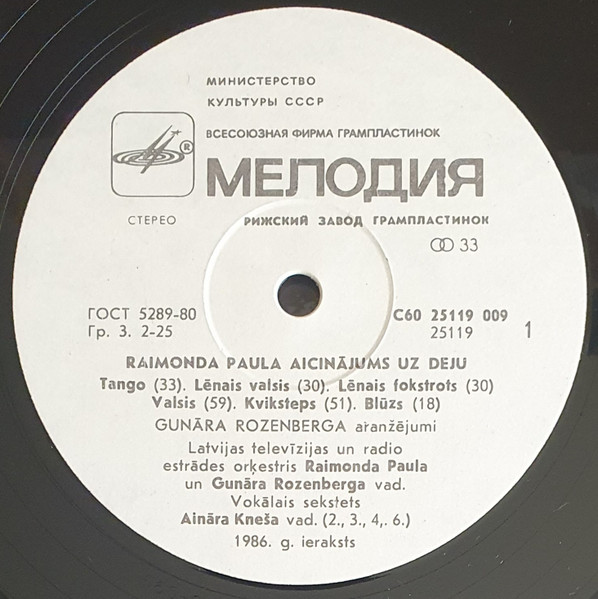 МИНИСТЕРСТВО
КУЛЬТУРЫ СССР
ВСЕСОЮЗНАЯ ФИРМА ГРАМПЛАСТИНОК
® МЕЛОДИЯ
СТЕРЕО РИЖСКИЙ ЗАВОД ГРАМПЛАСТИНОК
33
ГОСТ 5289-80 С60 25119 009
Гр. 3. 2-25 25119 1
RAIMONDA PAULA AICINĀJUMS UZ DEJU
Tango (33). Lēnais valsis (30). Lēnais fokstrots (30)
Valsis (59). Kviksteps (51). Blūzs (18)
GUNĀRA ROZENBERGA aranžējumi
Latvijas televīzijas un radio
estrādes orķestris Raimonda Paula
un Gunāra Rozenberga vad.
Vokālais sekstets
Aināra Kneša vad. (2., 3., 4,. 6.)
1986. g. ieraksts